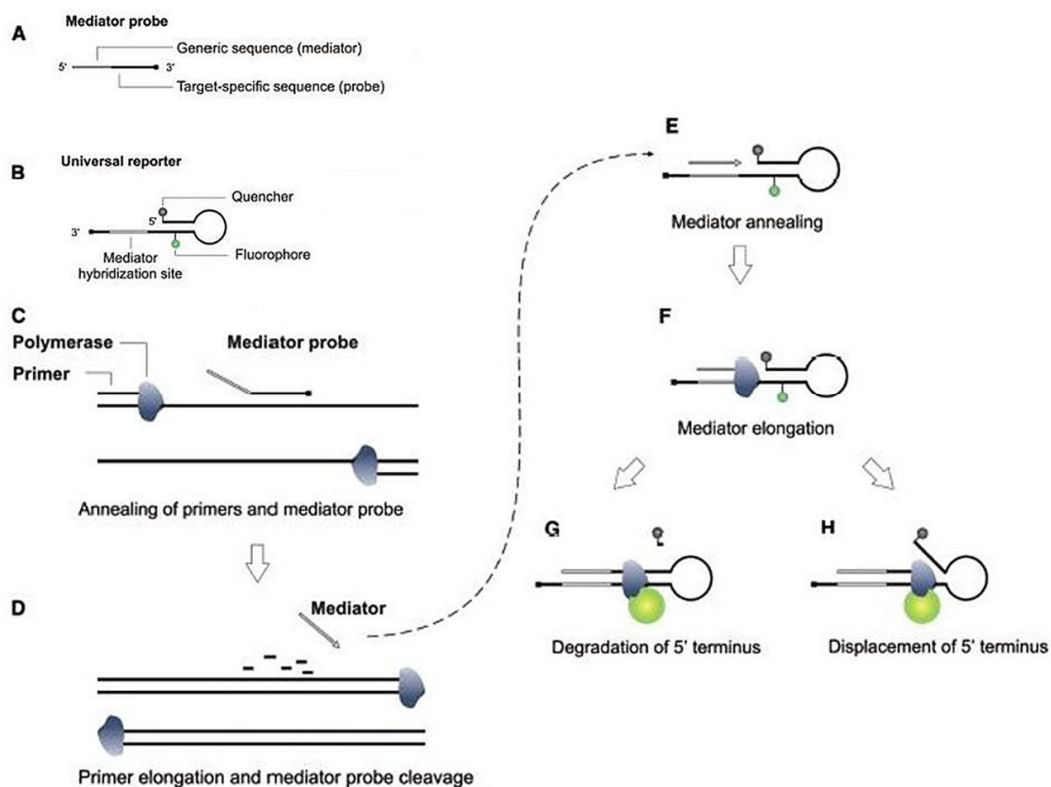 A
Mediator probe
Generic sequence (mediator)
5'
3'
Target-specific sequence (probe)
B
Universal reporter
Quencher
5'
3'
Mediator
hybridization site
Fluorophore
C
Polymerase
Mediator probe
Primer
Annealing of primers and mediator probe
D
Mediator
Primer elongation and mediator probe cleavage
E
Mediator annealing
F
Mediator elongation
G
Degradation of 5' terminus
H
Displacement of 5' terminus